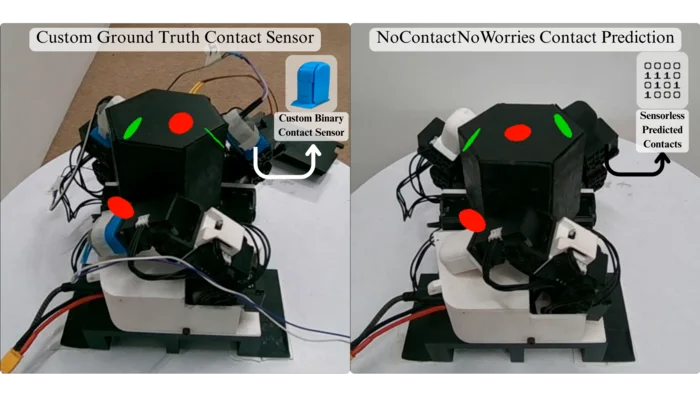 Custom Ground Truth Contact Sensor
Custom Binary
Contact Sensor
NoContactNoWorries Contact Prediction
0000
1110
0101
1000
Sensorless
Predicted
Contacts